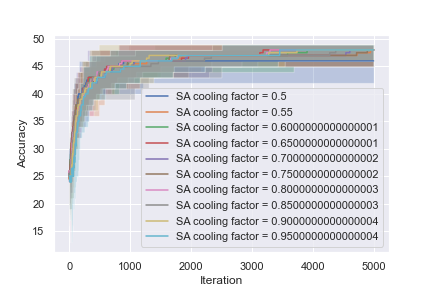 50
45
40
35
30
25
20
15
Accuracy
SA cooling factor = 0.5
SA cooling factor = 0.55
SA cooling factor = 0.6000000000000001
SA cooling factor = 0.6500000000000001
SA cooling factor = 0.7000000000000002
SA cooling factor = 0.7500000000000002
SA cooling factor = 0.8000000000000003
SA cooling factor = 0.8500000000000003
SA cooling factor = 0.9000000000000004
SA cooling factor = 0.9500000000000004
0 1000 2000 3000 4000 5000
Iteration